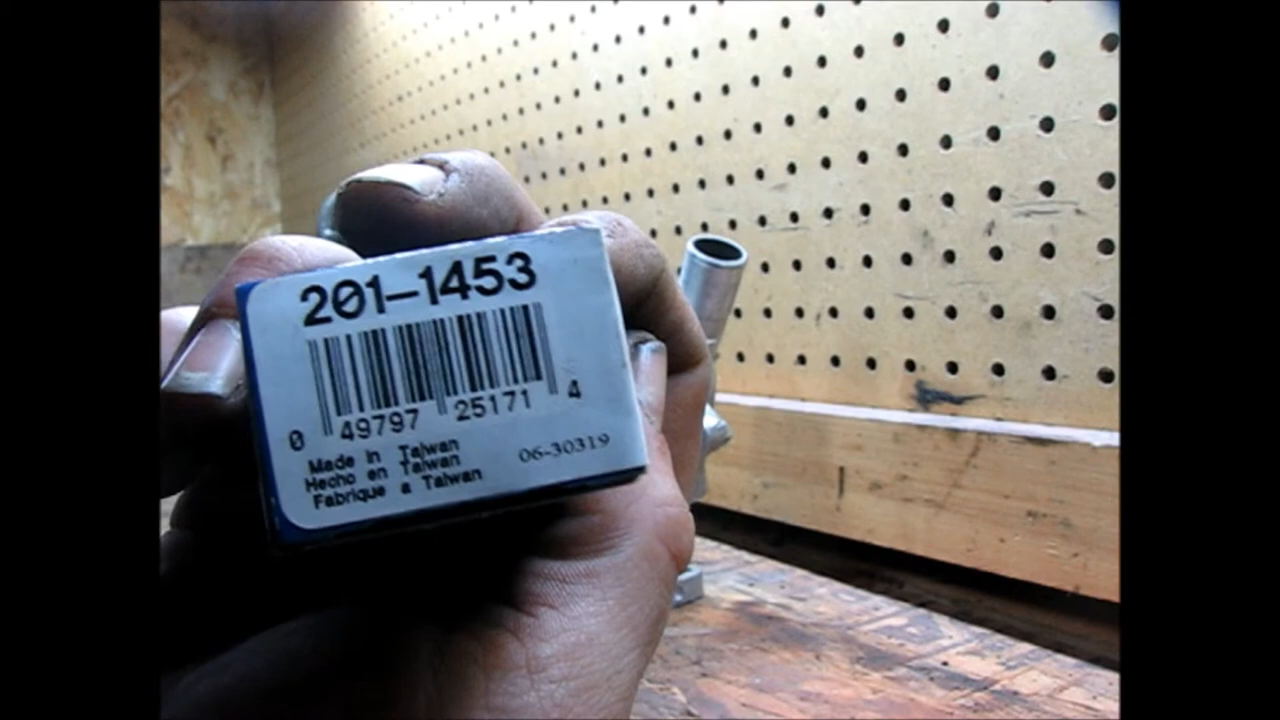 201-1453
0 49797 25171 4
Made in Taiwan
Hecho en Taiwan
Fabrique a Taiwan
06-30319